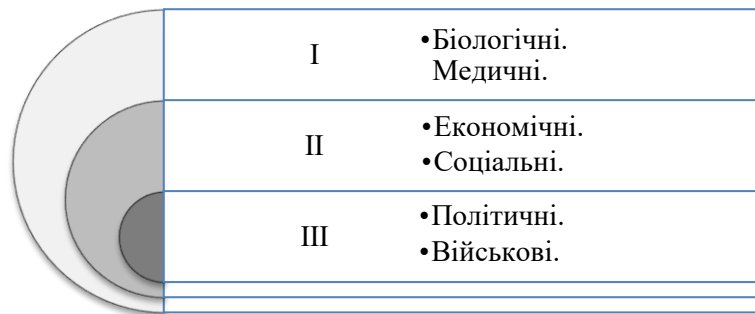 I
•Біологічні.
Медичні.
II
•Економічні.
•Соціальні.
III
•Політичні.
•Військові.